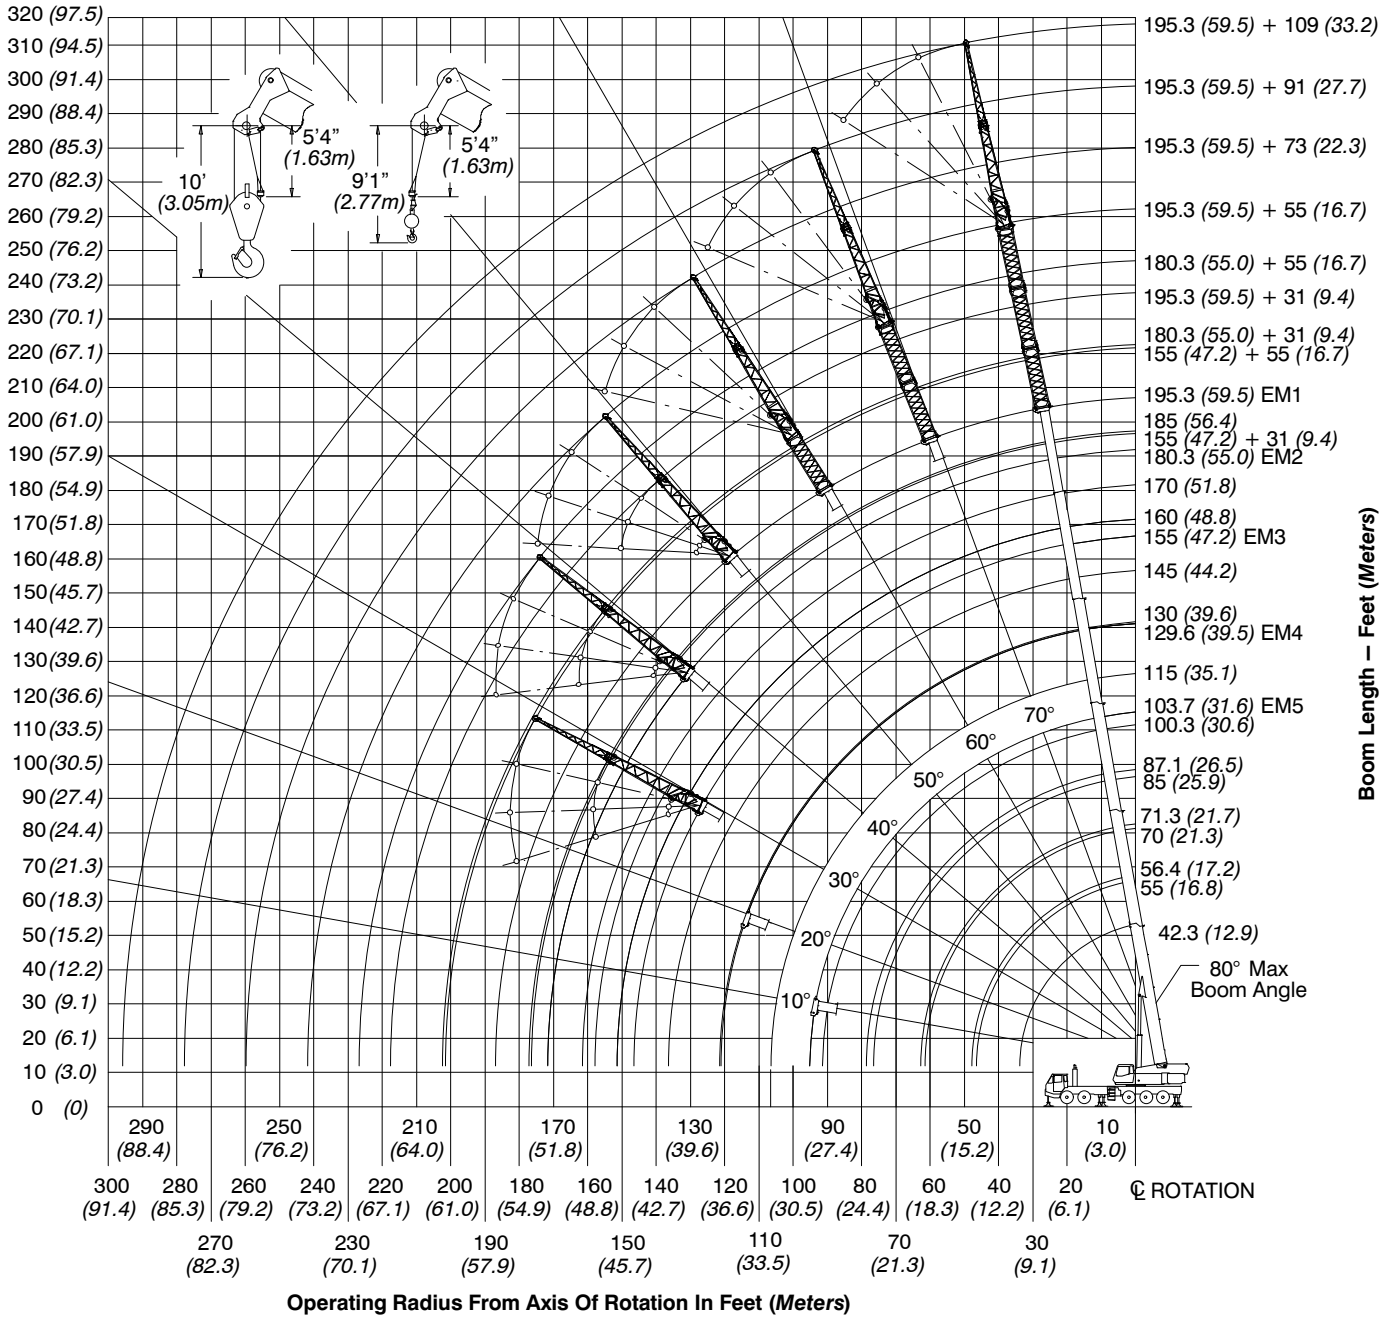 320 (97.5)
310 (94.5)
300 (91.4)
290 (88.4)
280 (85.3)
270 (82.3)
260 (79.2)
250 (76.2)
240 (73.2)
230 (70.1)
220 (67.1)
210 (64.0)
200 (61.0)
190 (57.9)
180 (54.9)
170 (51.8)
160 (48.8)
150 (45.7)
140 (42.7)
130 (39.6)
120 (36.6)
110 (33.5)
100 (30.5)
90 (27.4)
80 (24.4)
70 (21.3)
60 (18.3)
50 (15.2)
40 (12.2)
30 (9.1)
20 (6.1)
10 (3.0)
0 (0)
5'4"
(1.63m)
10'
(3.05m)
5'4"
(1.63m)
9'1"
(2.77m)
195.3 (59.5) + 109 (33.2)
195.3 (59.5) + 91 (27.7)
195.3 (59.5) + 73 (22.3)
195.3 (59.5) + 55 (16.7)
180.3 (55.0) + 55 (16.7)
195.3 (59.5) + 31 (9.4)
180.3 (55.0) + 31 (9.4)
155 (47.2) + 55 (16.7)
195.3 (59.5) EM1
185 (56.4)
155 (47.2) + 31 (9.4)
180.3 (55.0) EM2
170 (51.8)
160 (48.8)
155 (47.2) EM3
145 (44.2)
130 (39.6)
129.6 (39.5) EM4
115 (35.1)
103.7 (31.6) EM5
100.3 (30.6)
87.1 (26.5)
85 (25.9)
71.3 (21.7)
70 (21.3)
56.4 (17.2)
55 (16.8)
42.3 (12.9)
80° Max
Boom Angle
Boom Length – Feet (Meters)
70°
60°
50°
40°
30°
20°
10°
290 250 210 170 130 90 50 10
(88.4) (76.2) (64.0) (51.8) (39.6) (27.4) (15.2) (3.0)
300 280 260 240 220 200 180 160 140 120 100 80 60 40 20 ℄ ROTATION
(91.4) (85.3) (79.2) (73.2) (67.1) (61.0) (54.9) (48.8) (42.7) (36.6) (30.5) (24.4) (18.3) (12.2) (6.1)
270 230 190 150 110 70 30
(82.3) (70.1) (57.9) (45.7) (33.5) (21.3) (9.1)
Operating Radius From Axis Of Rotation In Feet (Meters)